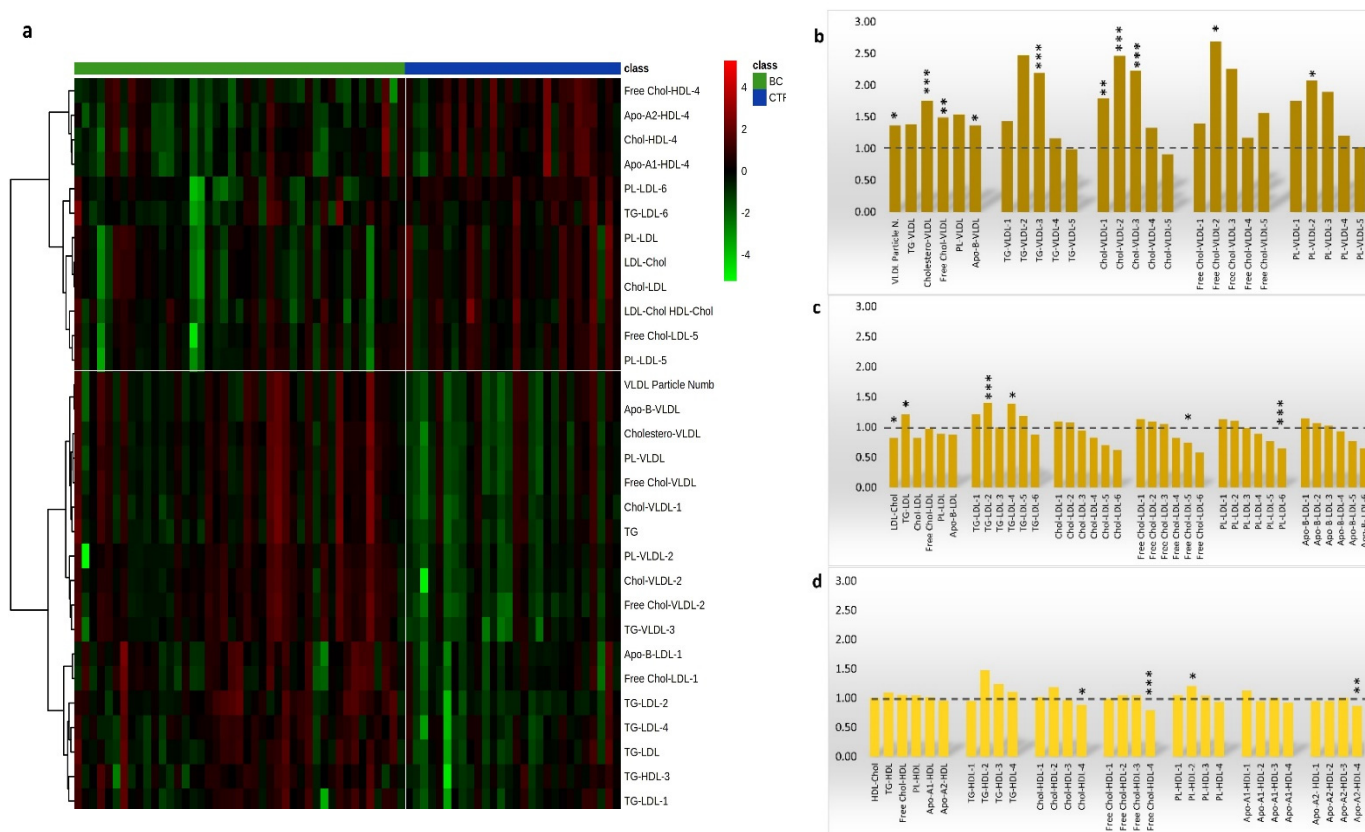 a
class
class
BC
CTF
4
2
0
-2
-4
Free Chol-HDL-4
Apo-A2-HDL-4
Chol-HDL-4
Apo-A1-HDL-4
PL-LDL-6
TG-LDL-6
PL-LDL
LDL-Chol
Chol-LDL
LDL-Chol HDL-Chol
Free Chol-LDL-5
PL-LDL-5
VLDL Particle Numb
Apo-B-VLDL
Cholestero-VLDL
PL-VLDL
Free Chol-VLDL
Chol-VLDL-1
TG
PL-VLDL-2
Chol-VLDL-2
Free Chol-VLDL-2
TG-VLDL-3
Apo-B-LDL-1
Free Chol-LDL-1
TG-LDL-2
TG-LDL-4
TG-LDL
TG-HDL-3
TG-LDL-1
b
3.00
2.50
2.00
1.50
1.00
0.50
0.00
*
***
**
*
***
**
***
***
*
*
VLDL Particle N.
TG VLDL
Cholestero-VLDL
Free Chol-VLDL
PL-VLDL
Apo-B-VLDL
TG-VLDL-1
TG-VLDL-2
TG-VLDL-3
TG-VLDL-4
TG-VLDL-5
Chol-VLDL-1
Chol-VLDL-2
Chol-VLDL-3
Chol-VLDL-4
Chol-VLDL-5
Free Chol-VLDL-1
Free Chol-VLDL-2
Free Chol-VLDL-3
Free Chol-VLDL-4
Free Chol-VLDL-5
PL-VLDL-1
PL-VLDL-2
PL-VLDL-3
PL-VLDL-4
PL-VLDL-5
c
3.00
2.50
2.00
1.50
1.00
0.50
0.00
*
*
***
*
*
***
LDL-Chol
TG-LDL
Chol LDL
Free Chol-LDL
PL-LDL
Apo-B-LDL
TG-LDL-1
TG-LDL-2
TG-LDL-3
TG-LDL-4
TG-LDL-5
TG-LDL-6
Chol-LDL-1
Chol-LDL-2
Chol-LDL-3
Chol-LDL-4
Chol-LDL-5
Chol-LDL-6
Free Chol-LDL-1
Free Chol-LDL-2
Free Chol-LDL-3
Free Chol-LDL-4
Free Chol-LDL-5
Free Chol-LDL-6
PL-LDL-1
PL-LDL-2
PL-LDL-3
PL-LDL-4
PL-LDL-5
PL-LDL-6
Apo-B-LDL-1
Apo-B-LDL-2
Apo B-LDL-3
Apo-B-LDL-4
Apo-B-LDL-5
Apo-B-LDL-6
d
3.00
2.50
2.00
1.50
1.00
0.50
0.00
*
***
*
**
HDL-Chol
TG-HDL
Free Chol-HDL
PL-HDL
Apo-A1-HDL
Apo-A2-HDL
TG-HDL-1
TG-HDL-2
TG-HDL-3
TG-HDL-4
Chol-HDL-1
Chol-HDL-2
Chol-HDL-3
Chol-HDL-4
Free Chol-HDL-1
Free Chol-HDL-2
Free Chol-HDL-3
Free Chol-HDL-4
PL-HDL-1
PL-HDL-2
PL-HDL-3
PL-HDL-4
Apo-A1-HDL-1
Apo-A1-HDL-2
Apo-A1-HDL-3
Apo-A1-HDL-4
Apo-A2- HDL-1
Apo-A2-HDL-2
Apo-A2-HDL-3
Apo-A2-HDL-4